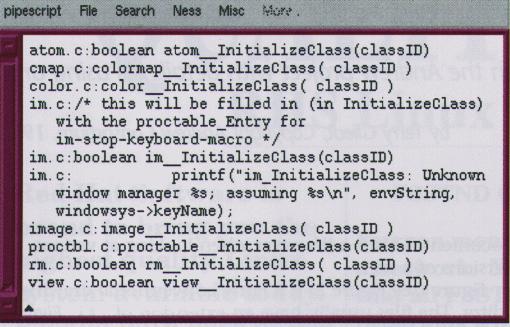 pipescript File Search Ness Misc More .
atom.c:boolean atom__InitializeClass(classID)
cmap.c:colormap__InitializeClass( classID )
color.c:color__InitializeClass( classID )
im.c:/* this will be filled in (in InitializeClass)
with the proctable_Entry for
im-stop-keyboard-macro */
im.c:boolean im__InitializeClass(classID)
im.c: printf("im_InitializeClass: Unknown
window manager %s; assuming %s\n", envString,
windowsys->keyName);
image.c:image__InitializeClass( classID )
proctbl.c:proctable__InitializeClass(classID)
rm.c:boolean rm__InitializeClass( classID )
view.c:boolean view__InitializeClass(classID)